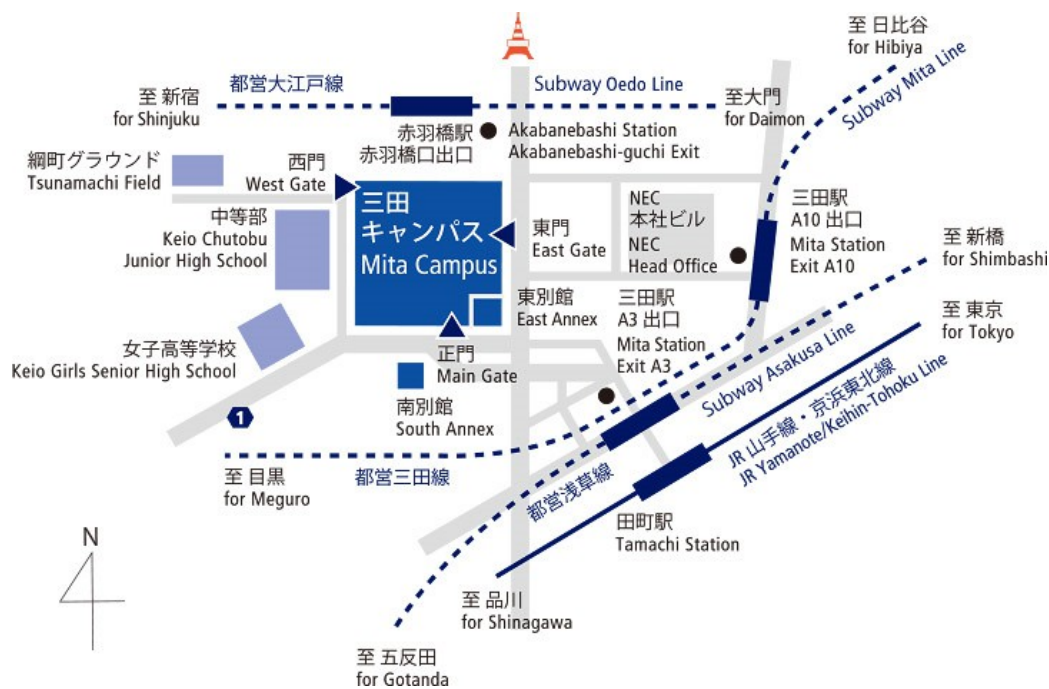 至 日比谷
for Hibiya
Subway Mita Line
都営大江戸線
Subway Oedo Line
至 新宿
for Shinjuku
至大門
for Daimon
赤羽橋駅
赤羽橋口出口
Akabanebashi Station
Akabanebashi-guchi Exit
綱町グラウンド
Tsunamachi Field
西門
West Gate
三田
キャンパス
Mita Campus
東門
East Gate
NEC
本社ビル
NEC
Head Office
三田駅
A10 出口
Mita Station
Exit A10
至 新橋
for Shimbashi
中等部
Keio Chutobu
Junior High School
東別館
East Annex
三田駅
A3 出口
Mita Station
Exit A3
至 東京
for Tokyo
女子高等学校
Keio Girls Senior High School
正門
Main Gate
南別館
South Annex
1
Subway Asakusa Line
JR 山手線・京浜東北線
JR Yamanote/Keihin-Tohoku Line
至 目黒
for Meguro
都営三田線
都営浅草線
田町駅
Tamachi Station
N
至 品川
for Shinagawa
至 五反田
for Gotanda